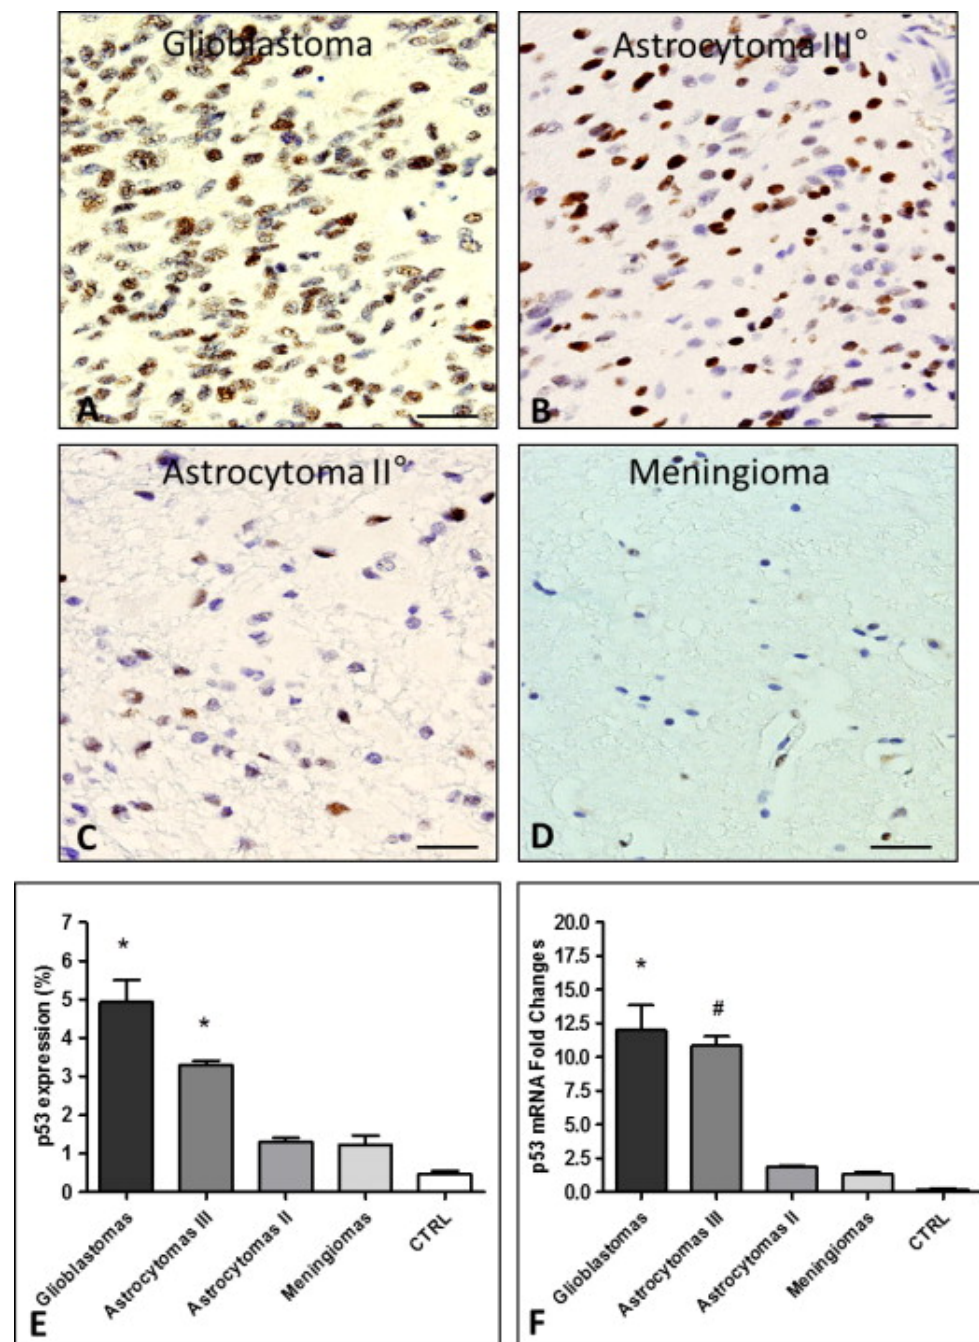 Glioblastoma
A
Astrocytoma III°
B
Astrocytoma II°
C
Meningioma
D
p53 expression (%)
7
6
5
4
3
2
1
0
*
*
Glioblastomas
Astrocytomas III
Astrocytomas II
Meningiomas
CTRL
E
p53 mRNA Fold Changes
20.0
17.5
15.0
12.5
10.0
7.5
5.0
2.5
0.0
*
#
Glioblastomas
Astrocytomas III
Astrocytomas II
Meningiomas
CTRL
F